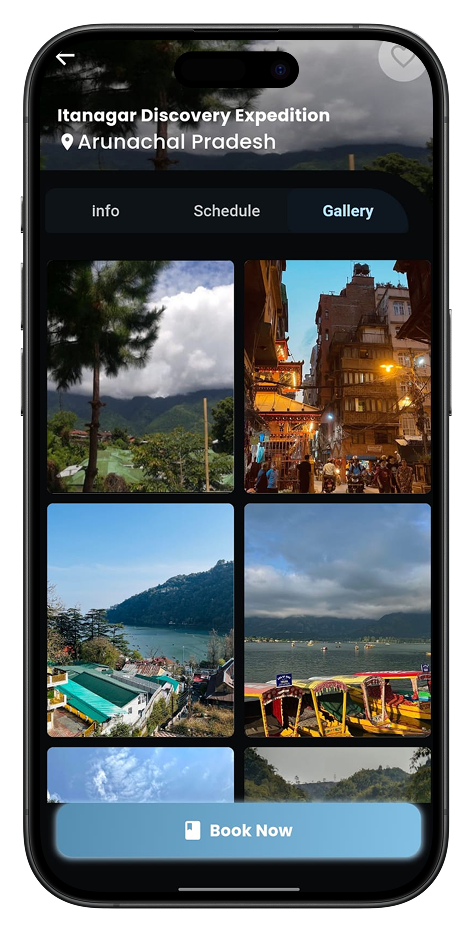 Itanagar Discovery Expedition
Arunachal Pradesh
info
Schedule
Gallery
Book Now